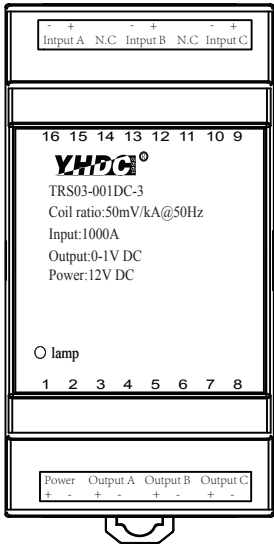 - + - + - +
Intput A N.C Intput B N.C Intput C
16 15 14 13 12 11 10 9
YHDC®
TRS03-001DC-3
Coil ratio:50mV/kA@50Hz
Input:1000A
Output:0-1V DC
Power:12V DC
lamp
1 2 3 4 5 6 7 8
Power Output A Output B Output C
+ - + - + - + -